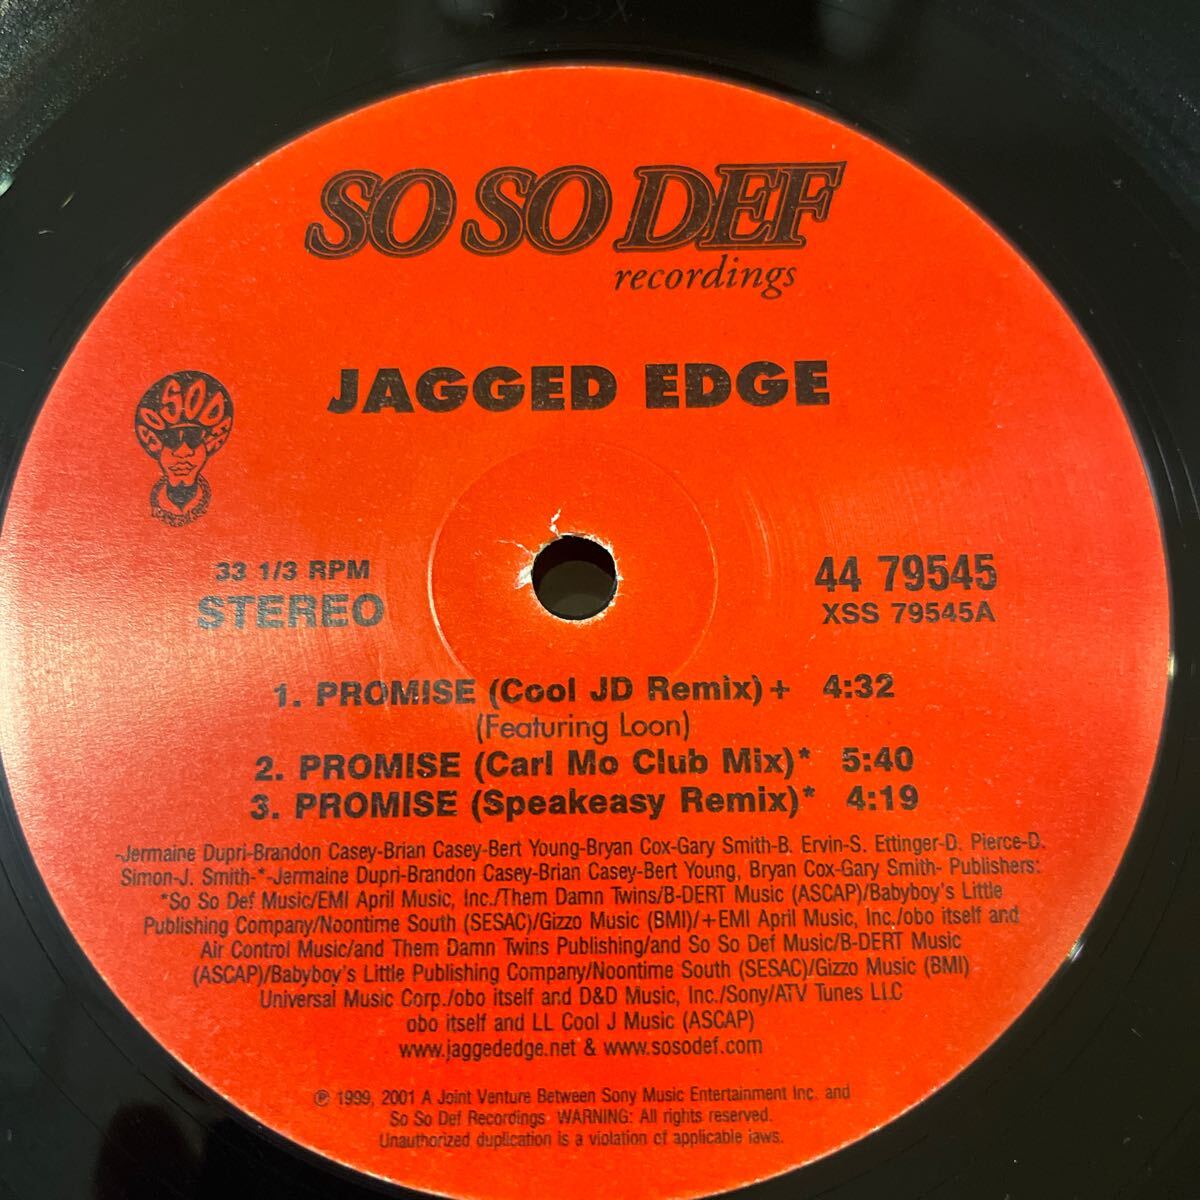 SO SO DEF
recordings
JAGGED EDGE
SO SO DEF
33 1/3 RPM
STEREO
44 79545
XSS 79545A
1. PROMISE (Cool JD Remix)+ 4:32
(Featuring Loon)
2. PROMISE (Carl Mo Club Mix)* 5:40
3. PROMISE (Speakeasy Remix)* 4:19
-Jermaine Dupri-Brandon Casey-Brian Casey-Bert Young-Bryan Cox-Gary Smith-B. Ervin-S. Ettinger-D. Pierce-D.
Simon-J. Smith-*-Jermaine Dupri-Brandon Casey-Brian Casey-Bert Young, Bryan Cox-Gary Smith- Publishers:
*So So Def Music/EMI April Music, Inc./Them Damn Twins/B-DERT Music (ASCAP)/Babyboy's Little
Publishing Company/Noontime South (SESAC)/Gizzo Music (BMI)/+EMI April Music, Inc./obo itself and
Air Control Music/and Them Damn Twins Publishing/and So So Def Music/B-DERT Music
(ASCAP)/Babyboy's Little Publishing Company/Noontime South (SESAC)/Gizzo Music (BMI)
Universal Music Corp./obo itself and D&D Music, Inc./Sony/ATV Tunes LLC
obo itself and LL Cool J Music (ASCAP)
www.jaggededge.net & www.sosodef.com
℗ 1999, 2001 A Joint Venture Between Sony Music Entertainment Inc. and
So So Def Recordings WARNING: All rights reserved.
Unauthorized duplication is a violation of applicable laws.